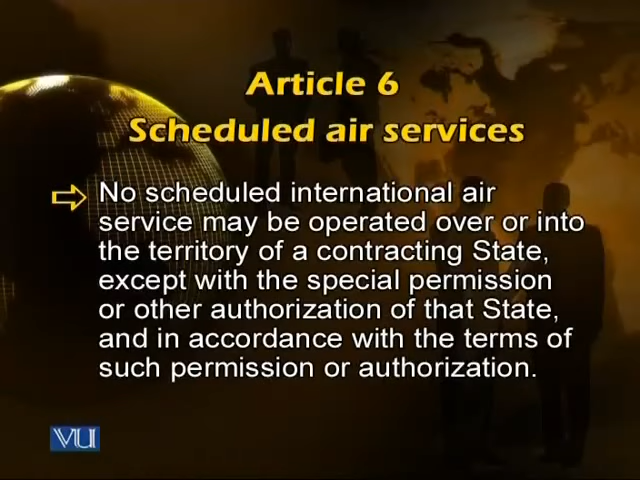 Article 6
Scheduled air services
No scheduled international air
service may be operated over or into
the territory of a contracting State,
except with the special permission
or other authorization of that State,
and in accordance with the terms of
such permission or authorization.
VU